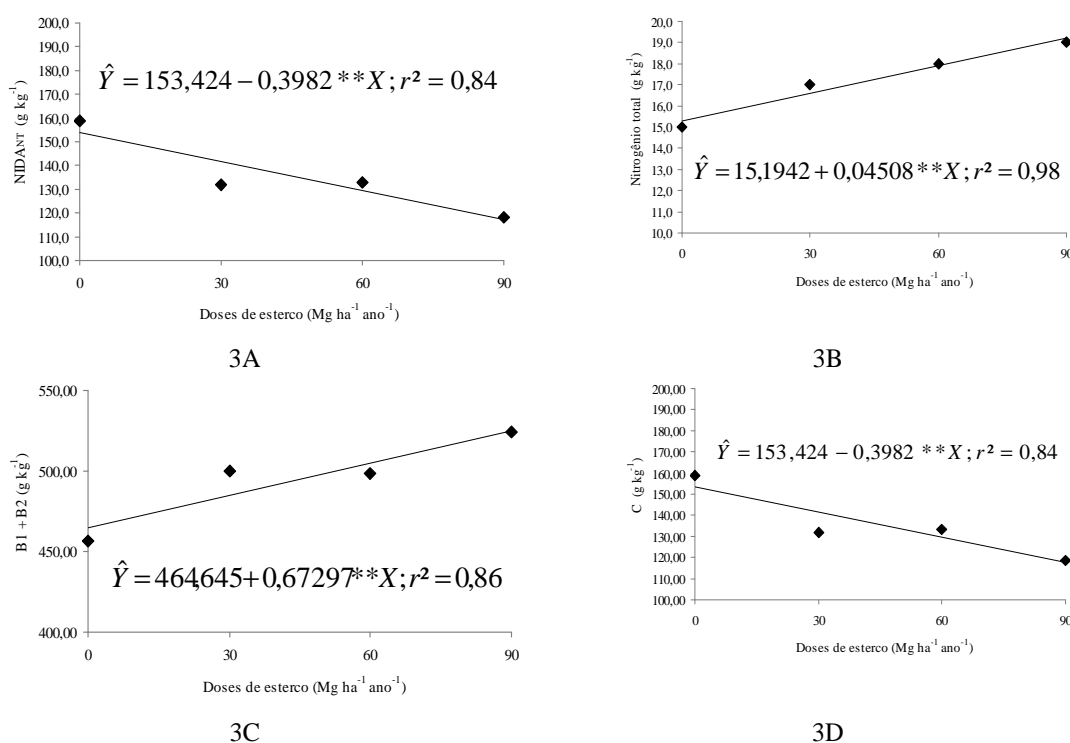 200,0
190,0
180,0
170,0
160,0
150,0
140,0
130,0
120,0
110,0
100,0
NIDANT (g kg-1)
Ŷ = 153,424 − 0,3982 **X; r² = 0,84
0 30 60 90
Doses de esterco (Mg ha-1 ano-1)
3A
20,0
19,0
18,0
17,0
16,0
15,0
14,0
13,0
12,0
11,0
10,0
Nitrogênio total (g kg-1)
Ŷ = 15,1942 + 0,04508 **X; r² = 0,98
0 30 60 90
Doses de esterco (Mg ha-1 ano-1)
3B
550,00
500,00
450,00
400,00
B1 + B2 (g kg-1)
Ŷ = 464,645 + 0,67297**X; r² = 0,86
0 30 60 90
Doses de esterco (Mg ha-1 ano-1)
3C
200,00
190,00
180,00
170,00
160,00
150,00
140,00
130,00
120,00
110,00
100,00
C (g kg-1)
Ŷ = 153,424 − 0,3982 **X; r² = 0,84
0 30 60 90
Doses de esterco (Mg ha-1 ano-1)
3D